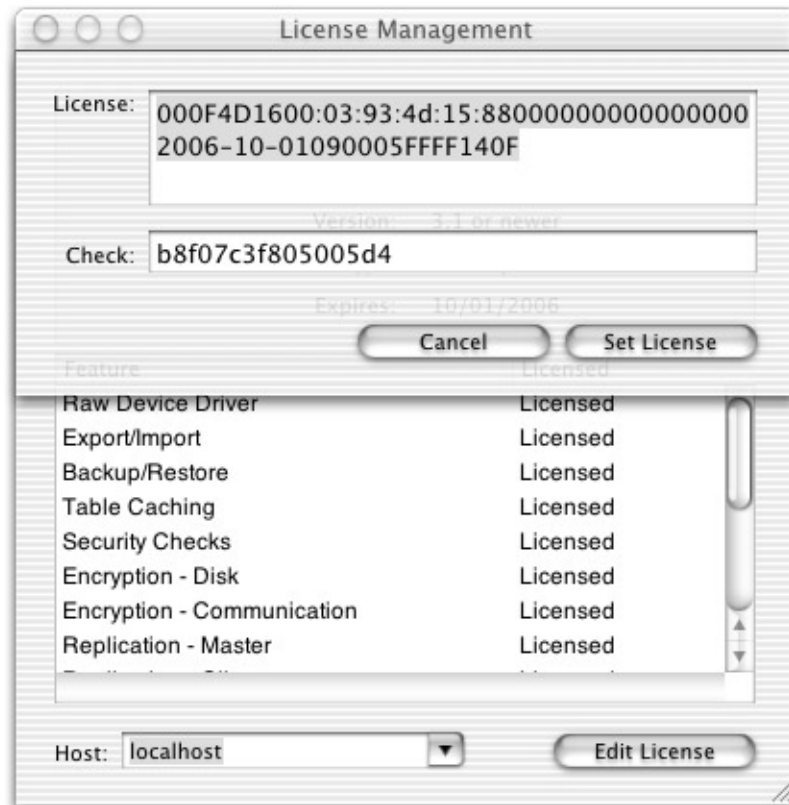 License Management
License:
000F4D1600:03:93:4d:15:880000000000000000
2006-10-01090005FFFF140F
Version: 3.1 or newer
Check: b8f07c3f805005d4
Expires: 10/01/2006
Cancel Set License
Feature Licensed
Raw Device Driver Licensed
Export/Import Licensed
Backup/Restore Licensed
Table Caching Licensed
Security Checks Licensed
Encryption - Disk Licensed
Encryption - Communication Licensed
Replication - Master Licensed
Host: localhost Edit License